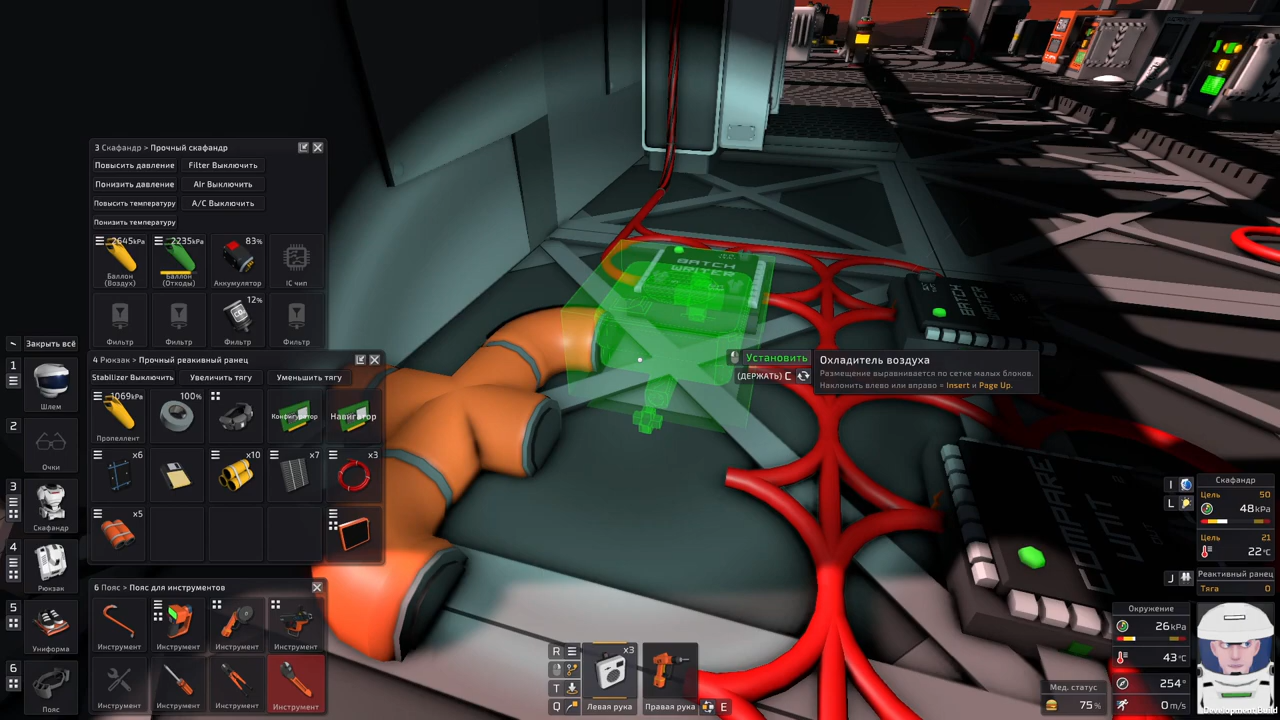 3 Скафандр > Прочный скафандр
Повысить давление
Filter Выключить
Понизить давление
AIr Выключить
Повысить температуру
A/C Выключить
Понизить температуру
2645kPa
Баллон
(Воздух)
2235kPa
Баллон
(Отходы)
83%
Аккумулятор
IC чип
Фильтр
Фильтр
12%
Фильтр
Фильтр
~ Закрыть всё
1
Шлем
2
Очки
3
Скафандр
4
Рюкзак
5
Униформа
6
Пояс
4 Рюкзак > Прочный реактивный ранец
StabIlIzer Выключить
Увеличить тягу
Уменьшить тягу
1069kPa
Пропеллент
100%
Конфигуратор
Навигатор
x6
x10
x7
x3
x5
6 Пояс > Пояс для инструментов
Инструмент
Инструмент
Инструмент
Инструмент
Инструмент
Инструмент
Инструмент
Инструмент
BATCH
WRITER
BATCH
WRITER
COMPARE
UNIT
Установить
(ДЕРЖАТЬ) C
Охладитель воздуха
Размещение выравнивается по сетке малых блоков.
Наклонить влево или вправо = Insert и Page Up.
R
T
Q
x3
Левая рука
Правая рука
E
I
L
J
Скафандр
Цель 50
48kPa
Цель 21
22°C
Реактивный ранец
Тяга 0
Окружение
26kPa
43°C
254°
0m/s
Мед. статус
75%
Development Build